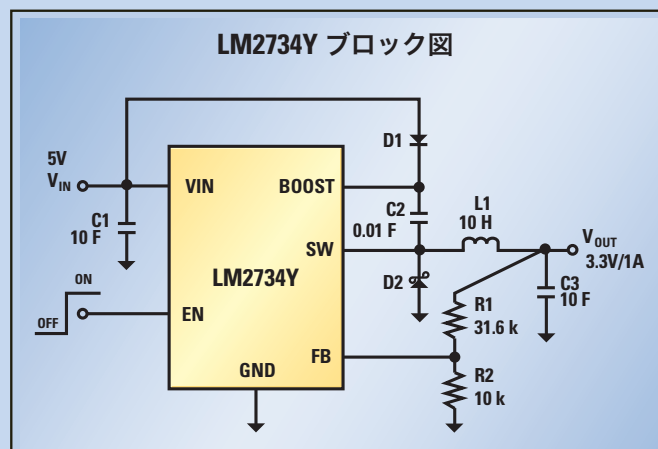 LM2734Y ブロック図
D1
5V
VIN
VIN
BOOST
C1
10 F
C2
0.01 F
L1
10 H
SW
VOUT
3.3V/1A
LM2734Y
D2
C3
10 F
ON
OFF
EN
R1
31.6 k
FB
GND
R2
10 k